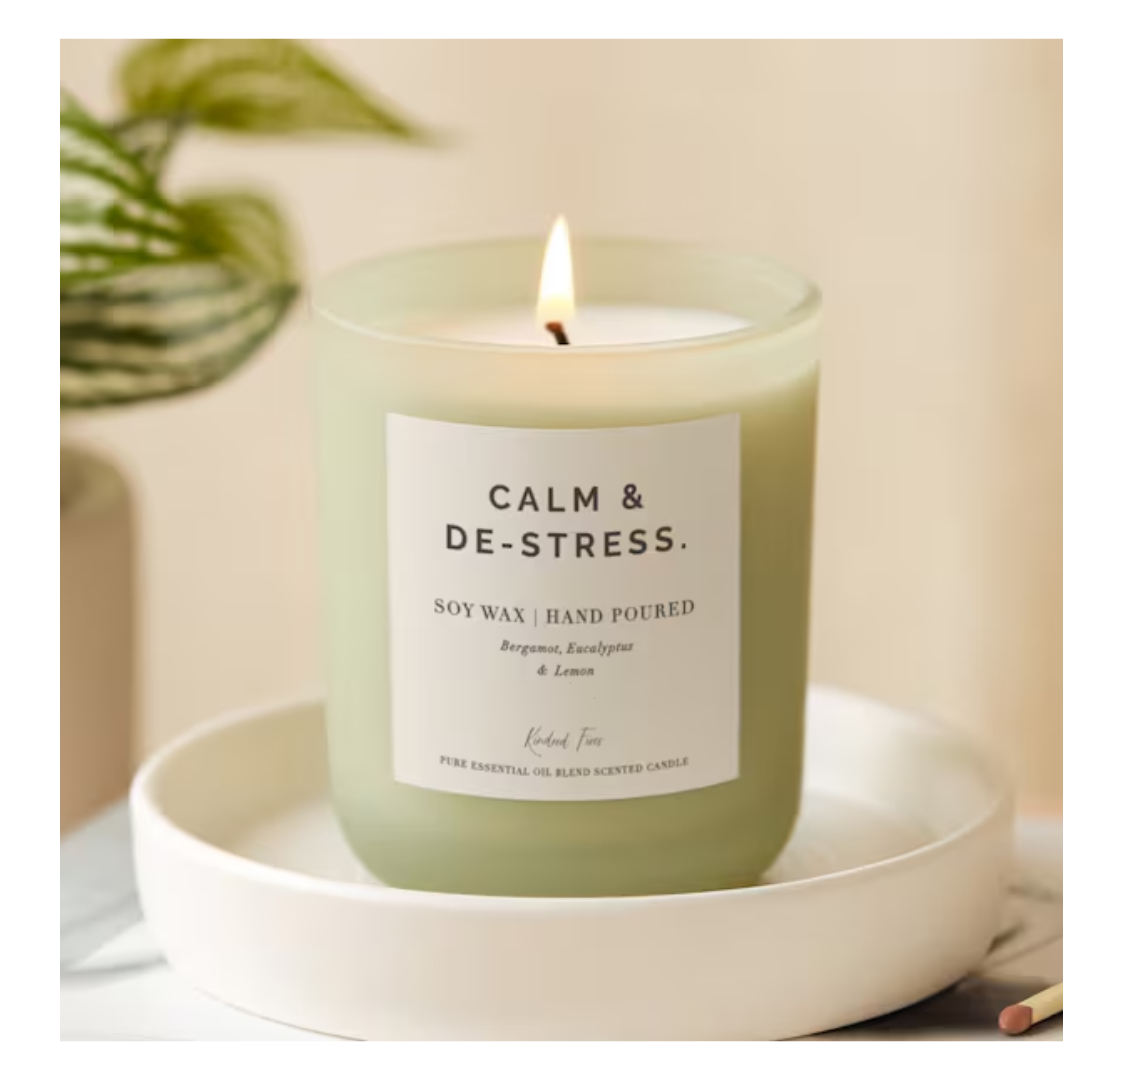 CALM &
DE-STRESS.
SOY WAX | HAND POURED
Bergamot, Eucalyptus
& Lemon
Kindred Fires
PURE ESSENTIAL OIL BLEND SCENTED CANDLE